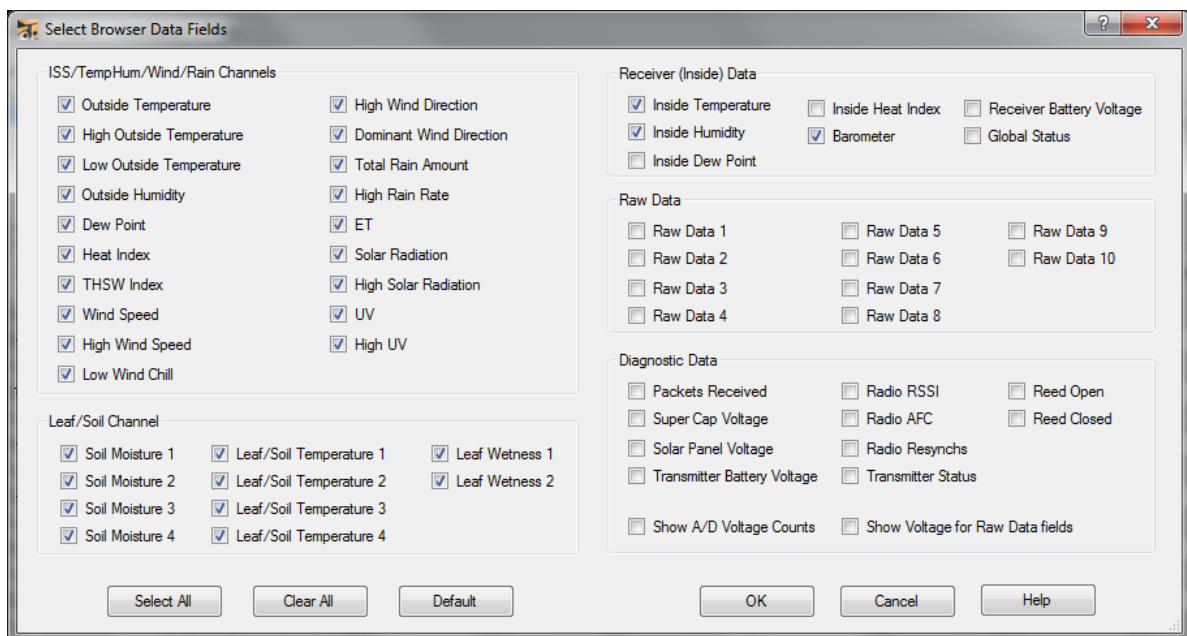 Select Browser Data Fields
ISS/TempHum/Wind/Rain Channels
Outside Temperature
High Outside Temperature
Low Outside Temperature
Outside Humidity
Dew Point
Heat Index
THSW Index
Wind Speed
High Wind Speed
Low Wind Chill
High Wind Direction
Dominant Wind Direction
Total Rain Amount
High Rain Rate
ET
Solar Radiation
High Solar Radiation
UV
High UV
Leaf/Soil Channel
Soil Moisture 1
Soil Moisture 2
Soil Moisture 3
Soil Moisture 4
Leaf/Soil Temperature 1
Leaf/Soil Temperature 2
Leaf/Soil Temperature 3
Leaf/Soil Temperature 4
Leaf Wetness 1
Leaf Wetness 2
Receiver (Inside) Data
Inside Temperature
Inside Humidity
Inside Dew Point
Inside Heat Index
Barometer
Receiver Battery Voltage
Global Status
Raw Data
Raw Data 1
Raw Data 2
Raw Data 3
Raw Data 4
Raw Data 5
Raw Data 6
Raw Data 7
Raw Data 8
Raw Data 9
Raw Data 10
Diagnostic Data
Packets Received
Super Cap Voltage
Solar Panel Voltage
Transmitter Battery Voltage
Radio RSSI
Radio AFC
Radio Resynchs
Transmitter Status
Reed Open
Reed Closed
Show A/D Voltage Counts
Show Voltage for Raw Data fields
Select All
Clear All
Default
OK
Cancel
Help